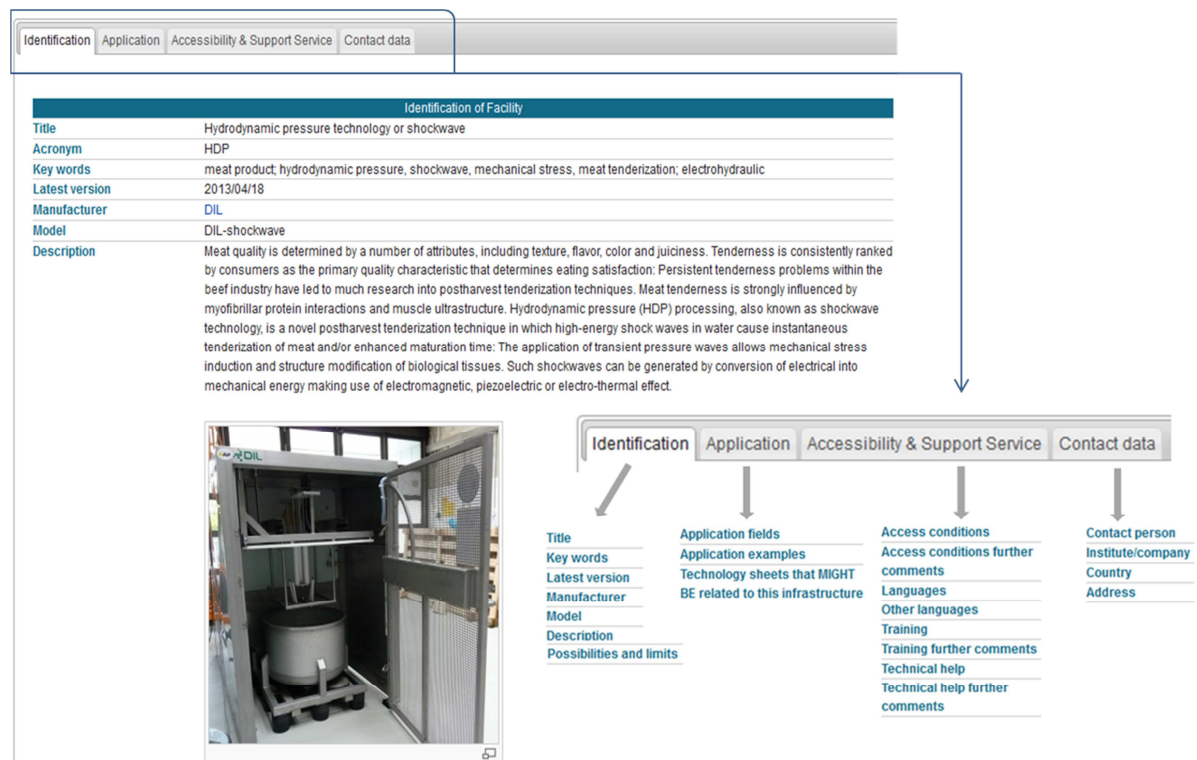 Identification Application Accessibility & Support Service Contact data
Identification of Facility
Title Hydrodynamic pressure technology or shockwave
Acronym HDP
Key words meat product; hydrodynamic pressure, shockwave, mechanical stress, meat tenderization; electrohydraulic
Latest version 2013/04/18
Manufacturer DIL
Model DIL-shockwave
Description Meat quality is determined by a number of attributes, including texture, flavor, color and juiciness. Tenderness is consistently ranked
by consumers as the primary quality characteristic that determines eating satisfaction: Persistent tenderness problems within the
beef industry have led to much research into postharvest tenderization techniques. Meat tenderness is strongly influenced by
myofibrillar protein interactions and muscle ultrastructure. Hydrodynamic pressure (HDP) processing, also known as shockwave
technology, is a novel postharvest tenderization technique in which high-energy shock waves in water cause instantaneous
tenderization of meat and/or enhanced maturation time: The application of transient pressure waves allows mechanical stress
induction and structure modification of biological tissues. Such shockwaves can be generated by conversion of electrical into
mechanical energy making use of electromagnetic, piezoelectric or electro-thermal effect.
DIL
Identification Application Accessibility & Support Service Contact data
Title
Key words
Latest version
Manufacturer
Model
Description
Possibilities and limits
Application fields
Application examples
Technology sheets that MIGHT
BE related to this infrastructure
Access conditions
Access conditions further
comments
Languages
Other languages
Training
Training further comments
Technical help
Technical help further
comments
Contact person
Institute/company
Country
Address